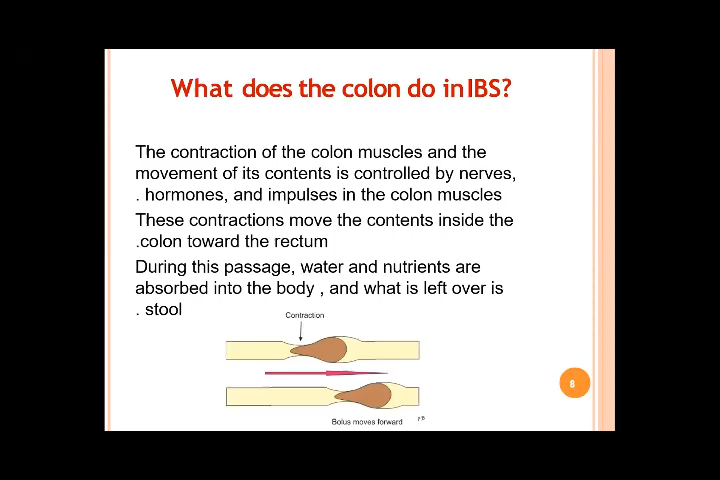 What does the colon do in IBS?
The contraction of the colon muscles and the
movement of its contents is controlled by nerves,
. hormones, and impulses in the colon muscles
These contractions move the contents inside the
.colon toward the rectum
During this passage, water and nutrients are
absorbed into the body , and what is left over is
. stool
Contraction
Bolus moves forward
8